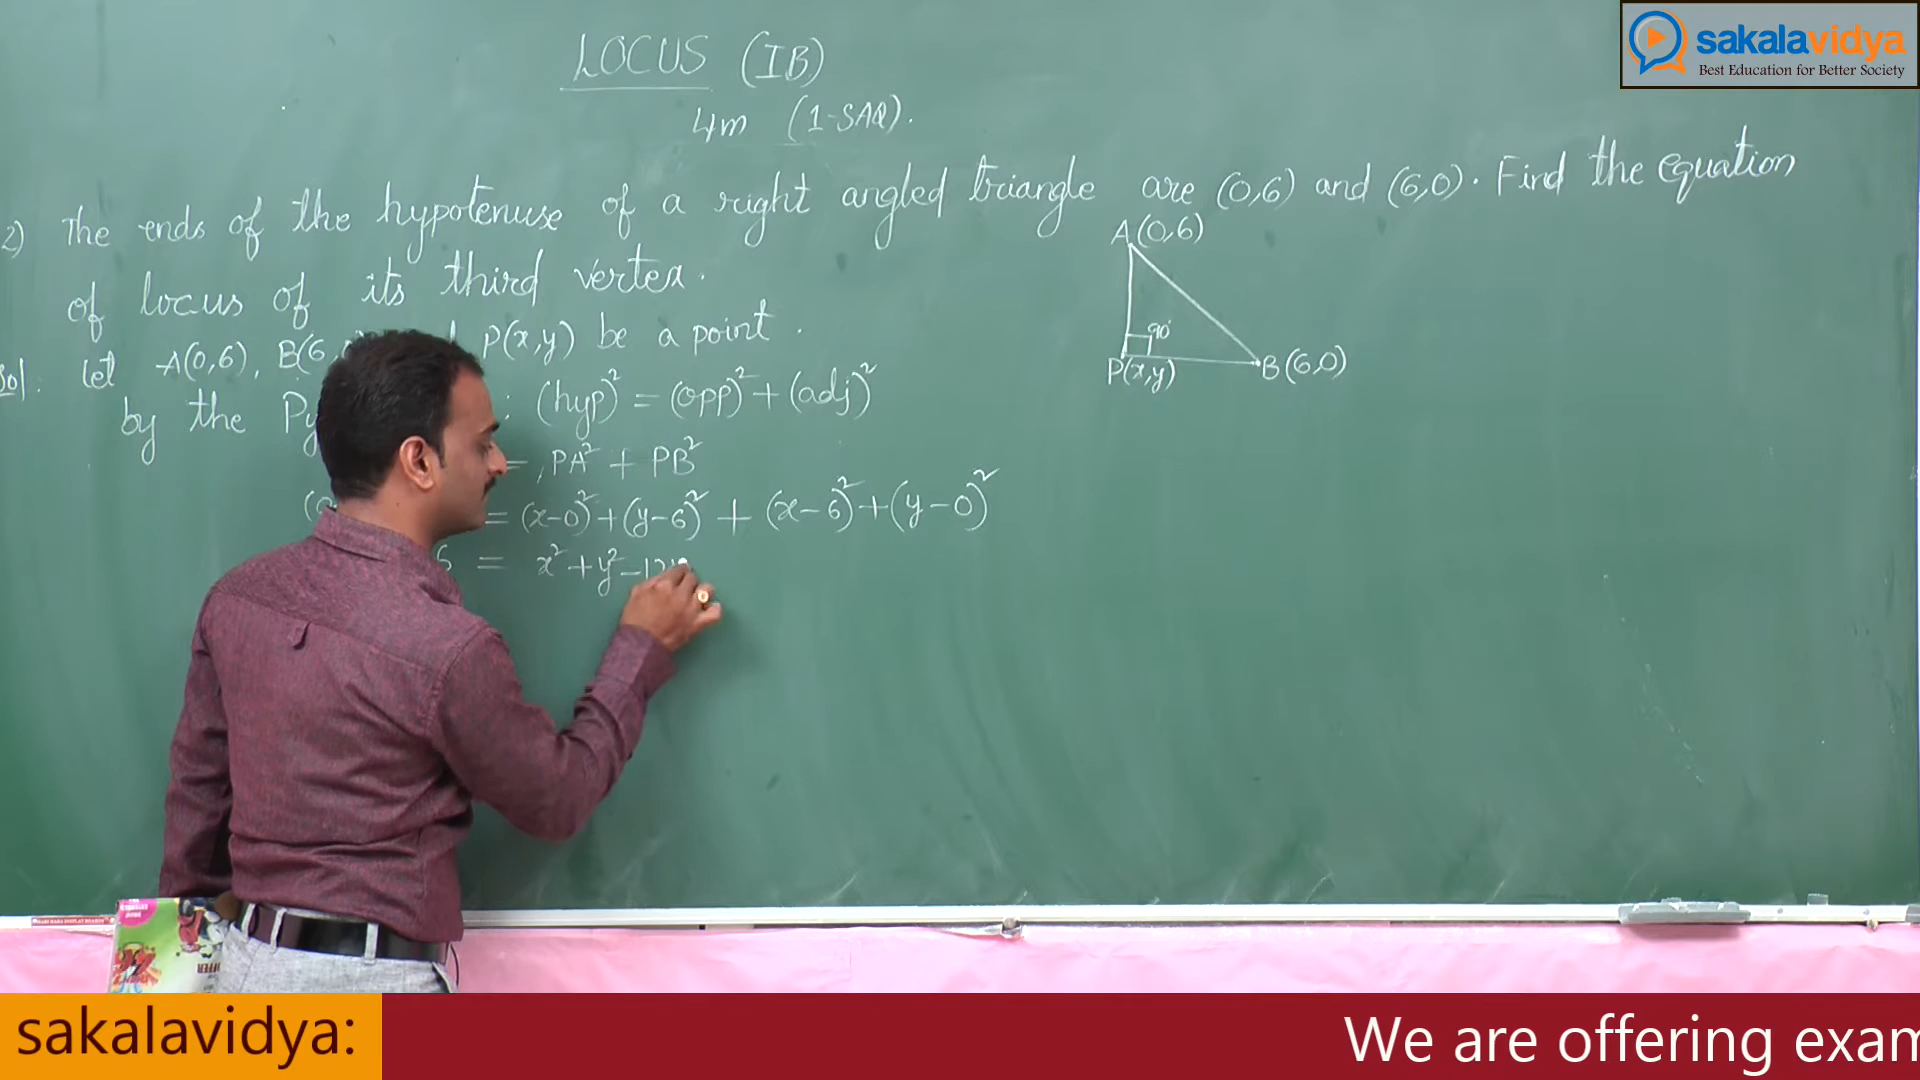 sakalavidya
Best Education for Better Society
LOCUS (IB)
4m (1-SAQ).
2) The ends of the hypotenuse of a right angled triangle are (0,6) and (6,0). Find the equation
of locus of its third vertex.
A(0,6)
90°
P(x,y)
B(6,0)
Sol: Let A(0,6), B(6, P(x,y) be a point.
by the Py : (hyp)² = (opp)² + (adj)²
= PA² + PB²
= (x-0)² + (y-6)² + (x-6)² + (y-0)²
= x² + y² - 12y
sakalavidya:
We are offering exam